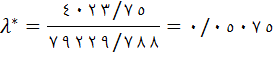 λ* = ۴۰۲۳/۷۵ / ۷۹۲۲۹/۷۸۸ = ۰/۰۵۰۷۵